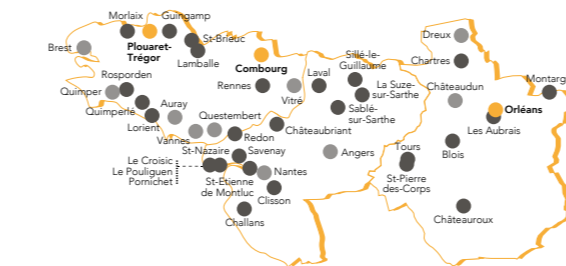 Morlaix
Guingamp
Brest
Plouaret-
Trégor
St-Brieuc
Lamballe
Combourg
Sillé-le-
Guillaume
Dreux
Chartres
Rosporden
Quimper
Quimperlé
Auray
Lorient
Vannes
Questembert
Rennes
Vitré
Laval
La Suze-
sur-Sarthe
Sablé-
sur-Sarthe
Châteaudun
Montarg
Orléans
Les Aubrais
Redon
Châteaubriant
St-Nazaire
Savenay
Le Croisic
Le Pouliguen
Pornichet
St-Etienne
de Montluc
Nantes
Angers
Tours
Blois
St-Pierre
des-Corps
Clisson
Challans
Châteauroux